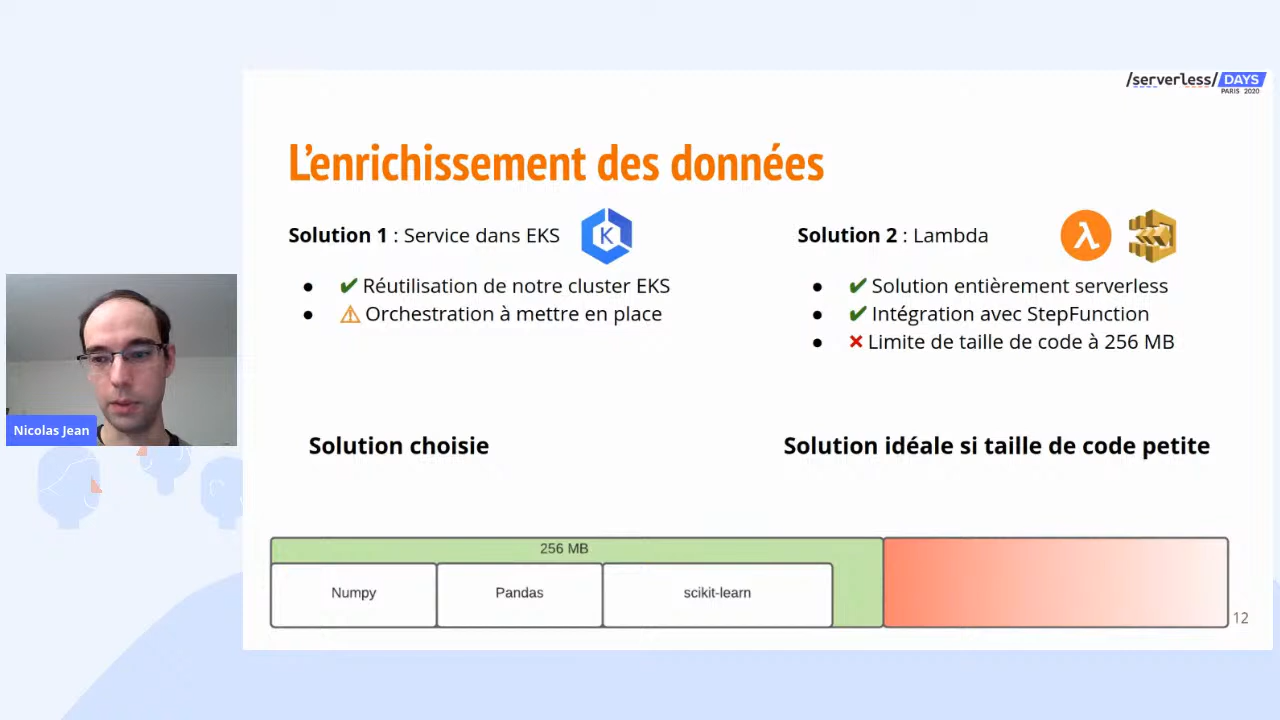 /serverless/ DAYS
PARIS 2020
L'enrichissement des données
Solution 1 : Service dans EKS
✔ Réutilisation de notre cluster EKS
⚠ Orchestration à mettre en place
Solution choisie
Solution 2 : Lambda
✔ Solution entièrement serverless
✔ Intégration avec StepFunction
✖ Limite de taille de code à 256 MB
Solution idéale si taille de code petite
Nicolas Jean
256 MB
Numpy
Pandas
scikit-learn
12